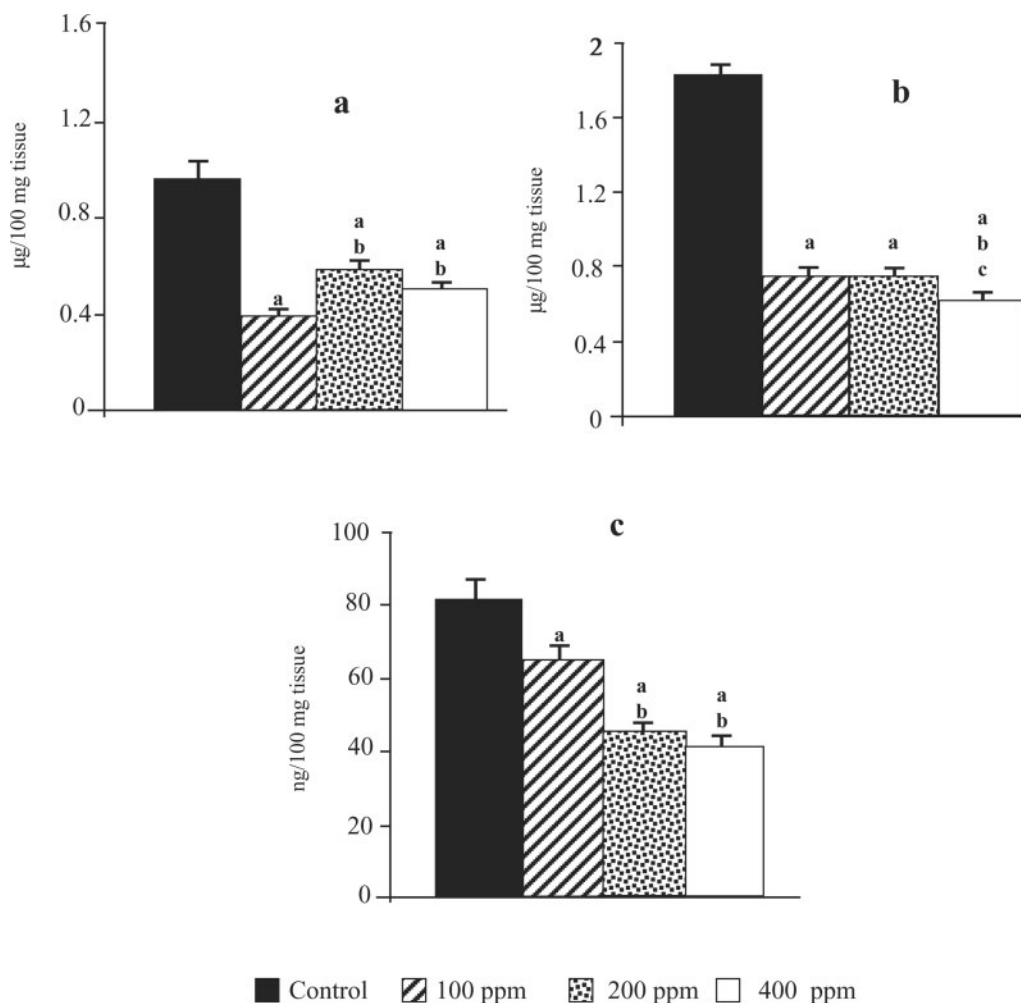 1.6
1.2
0.8
0.4
0
µg/100 mg tissue
a
a
a
b
a
b
2
1.6
1.2
0.8
0.4
0
µg/100 mg tissue
b
a
a
a
b
c
100
80
60
40
20
0
ng/100 mg tissue
c
a
a
b
a
b
Control 100 ppm 200 ppm 400 ppm